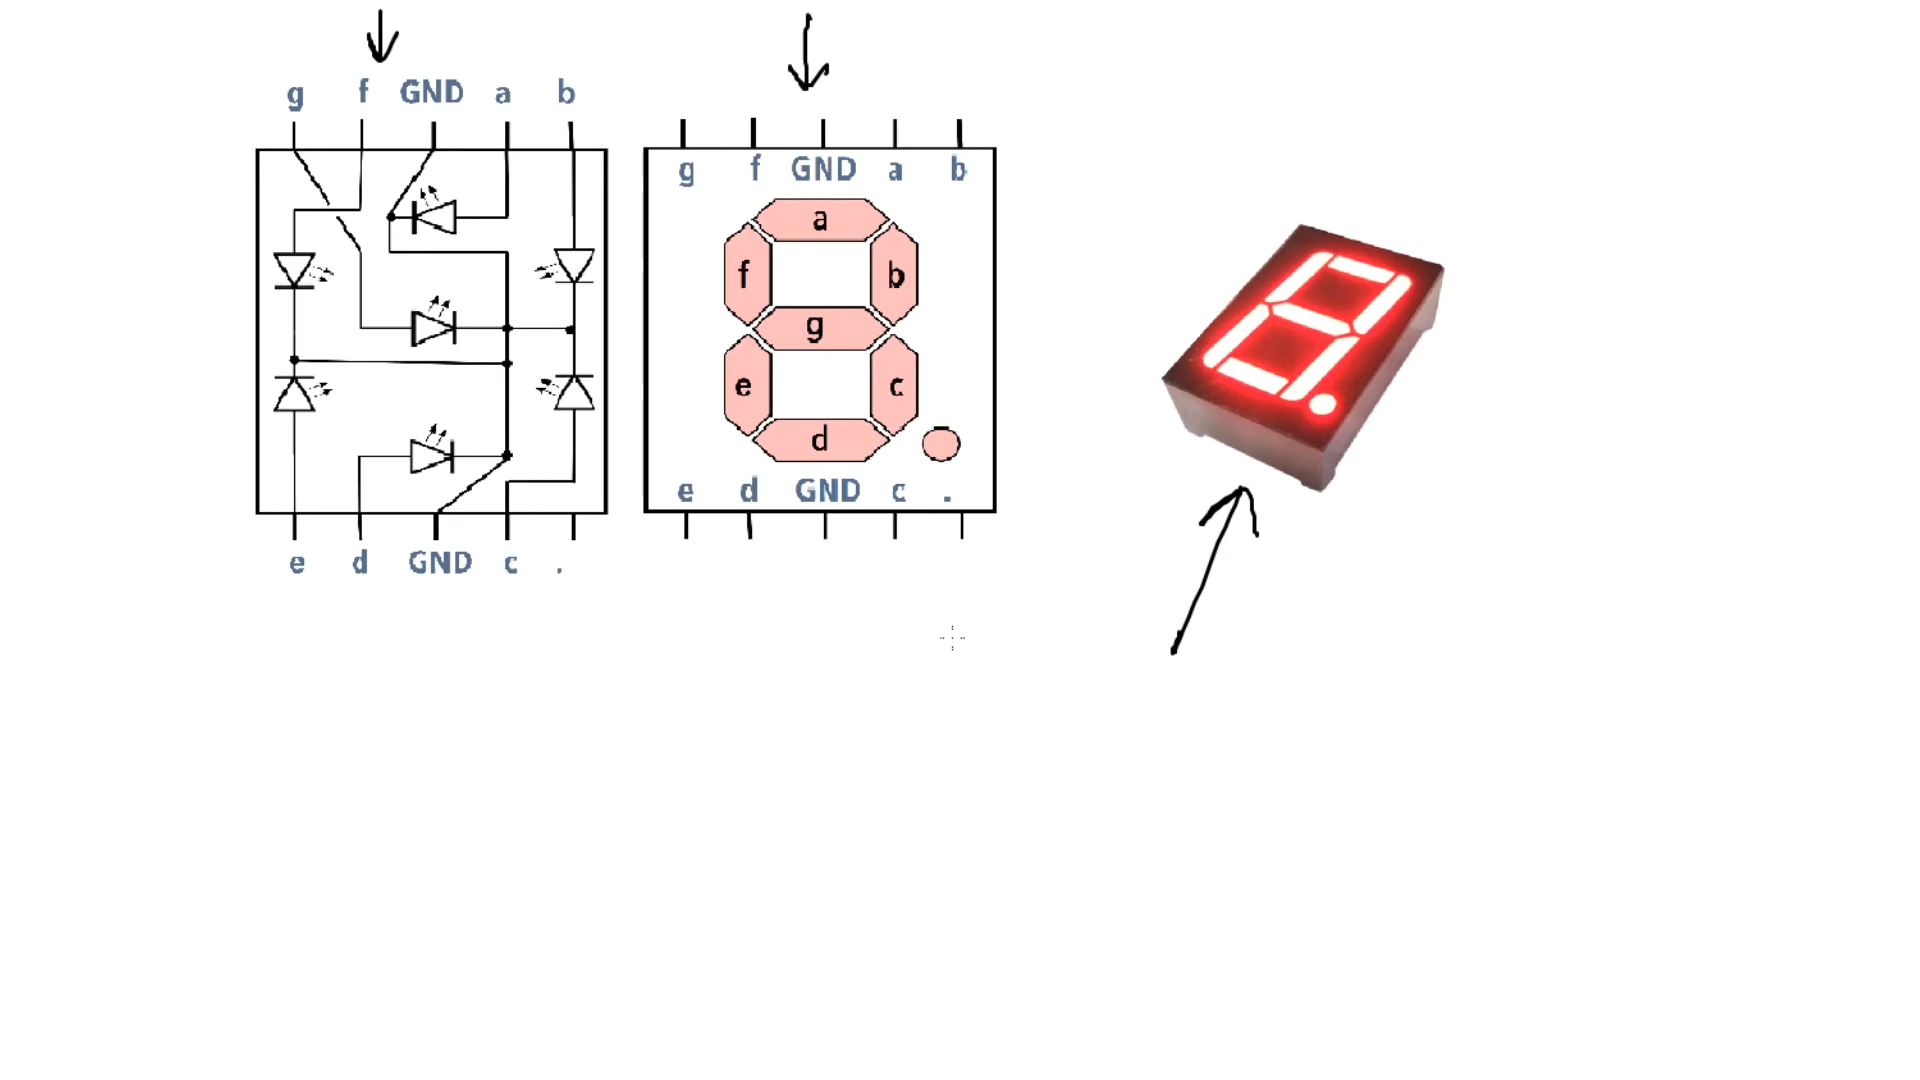 g f GND a b
e d GND c .
g f GND a b
a
f b
g
e c
d
e d GND c .